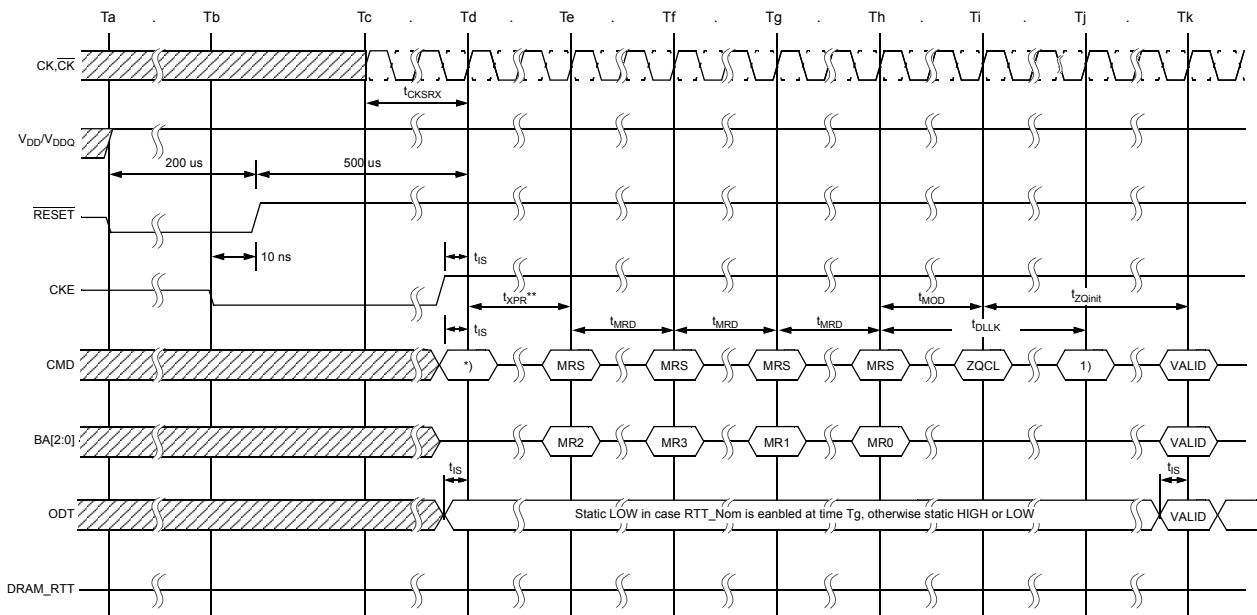 Ta . Tb Tc . Td . Te . Tf . Tg . Th . Ti . Tj . Tk .
CK,C̅K̅
tCKSRX
VDD/VDDQ
200 us 500 us
R̅E̅S̅E̅T̅
10 ns tIS
CKE
tXPR** tMOD tZQinit
tIS tMRD tMRD tMRD tDLLK
CMD *) MRS MRS MRS MRS ZQCL 1) VALID
BA[2:0] MR2 MR3 MR1 MR0 VALID
tIS tIS
ODT Static LOW in case RTT_Nom is eanbled at time Tg, otherwise static HIGH or LOW VALID
DRAM_RTT